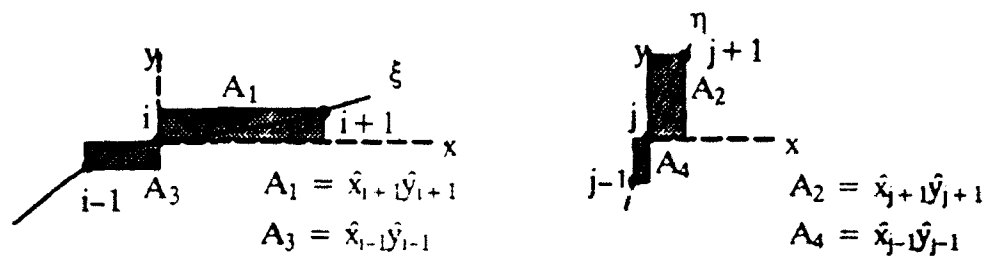 y
A₁
ξ
i
i+1
x
i-1
A₃
A₁ = x̂ᵢ₊₁ŷᵢ₊₁
A₃ = x̂ᵢ₋₁ŷᵢ₋₁
η
y
j+1
A₂
j
x
j-1
A₄
A₂ = x̂ⱼ₊₁ŷⱼ₊₁
A₄ = x̂ⱼ₋₁ŷⱼ₋₁